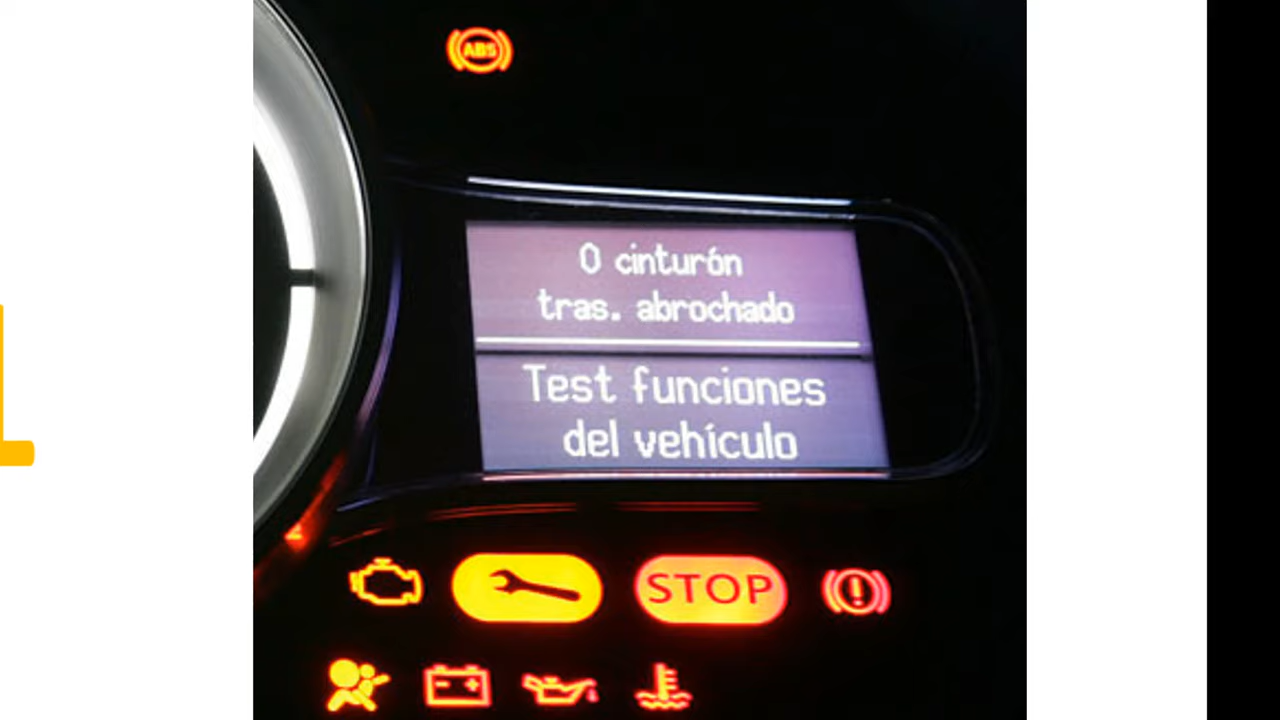 ABS
0 cinturón
tras. abrochado
Test funciones
del vehículo
STOP